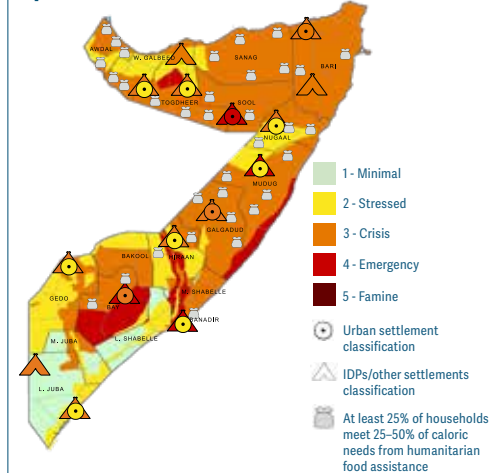 AWDAL
W. GALBEED
SANAG
BARI
TOGDHEER
SOOL
NUGAAL
MUDUG
GALGADUD
BAKOOL
HIRAAN
GEDO
BAY
M. SHABELLE
BANADIR
M. JUBA
L. SHABELLE
L. JUBA
1 - Minimal
2 - Stressed
3 - Crisis
4 - Emergency
5 - Famine
Urban settlement
classification
IDPs/other settlements
classification
At least 25% of households
meet 25–50% of caloric
needs from humanitarian
food assistance